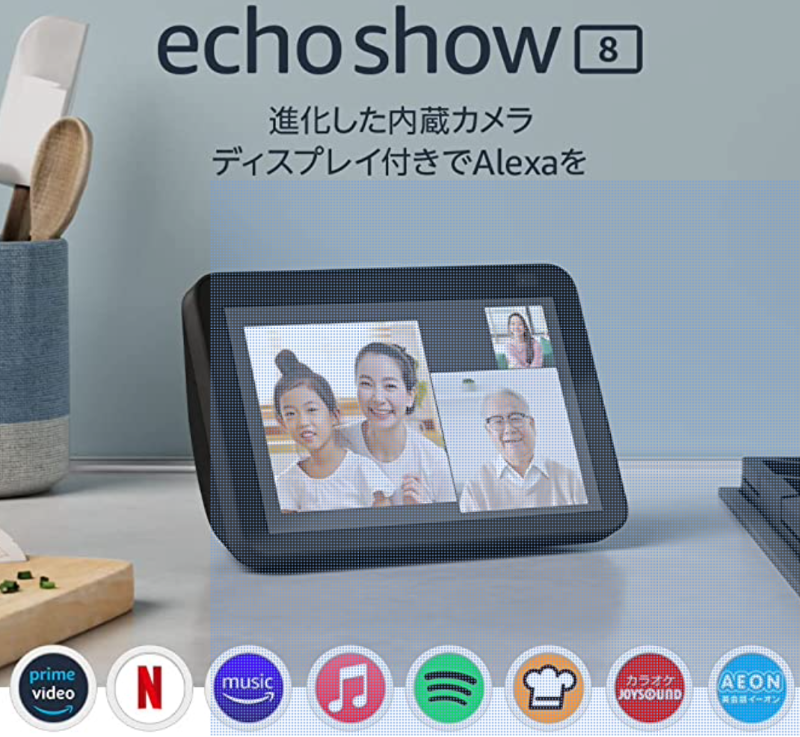 echo show 8
進化した内蔵カメラ
ディスプレイ付きでAlexaを
prime
video
N
music
カラオケ
JOYSOUND
AEON
英会話イーオン